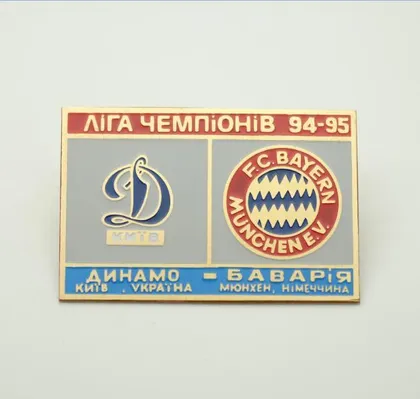 ЛІГА ЧЕМПІОНІВ 94-95
Д
КИЇВ
F.C. BAYERN
MÜNCHEN E.V.
ДИНАМО - БАВАРІЯ
КИЇВ, УКРАЇНА МЮНХЕН, НІМЕЧЧИНА